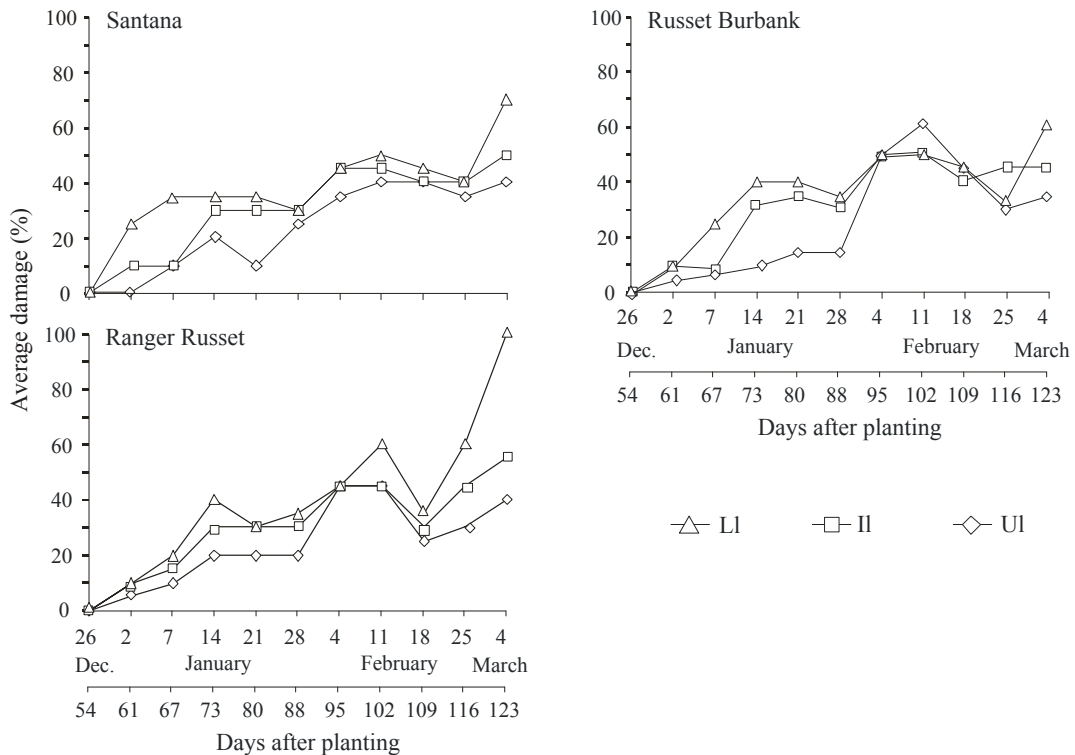 Santana
100
80
60
40
20
0
Average damage (%)
Ranger Russet
100
80
60
40
20
0
26 2 7 14 21 28 4 11 18 25 4
Dec. January February March
54 61 67 73 80 88 95 102 109 116 123
Days after planting
Russet Burbank
100
80
60
40
20
0
26 2 7 14 21 28 4 11 18 25 4
Dec. January February March
54 61 67 73 80 88 95 102 109 116 123
Days after planting
Ll Il Ul